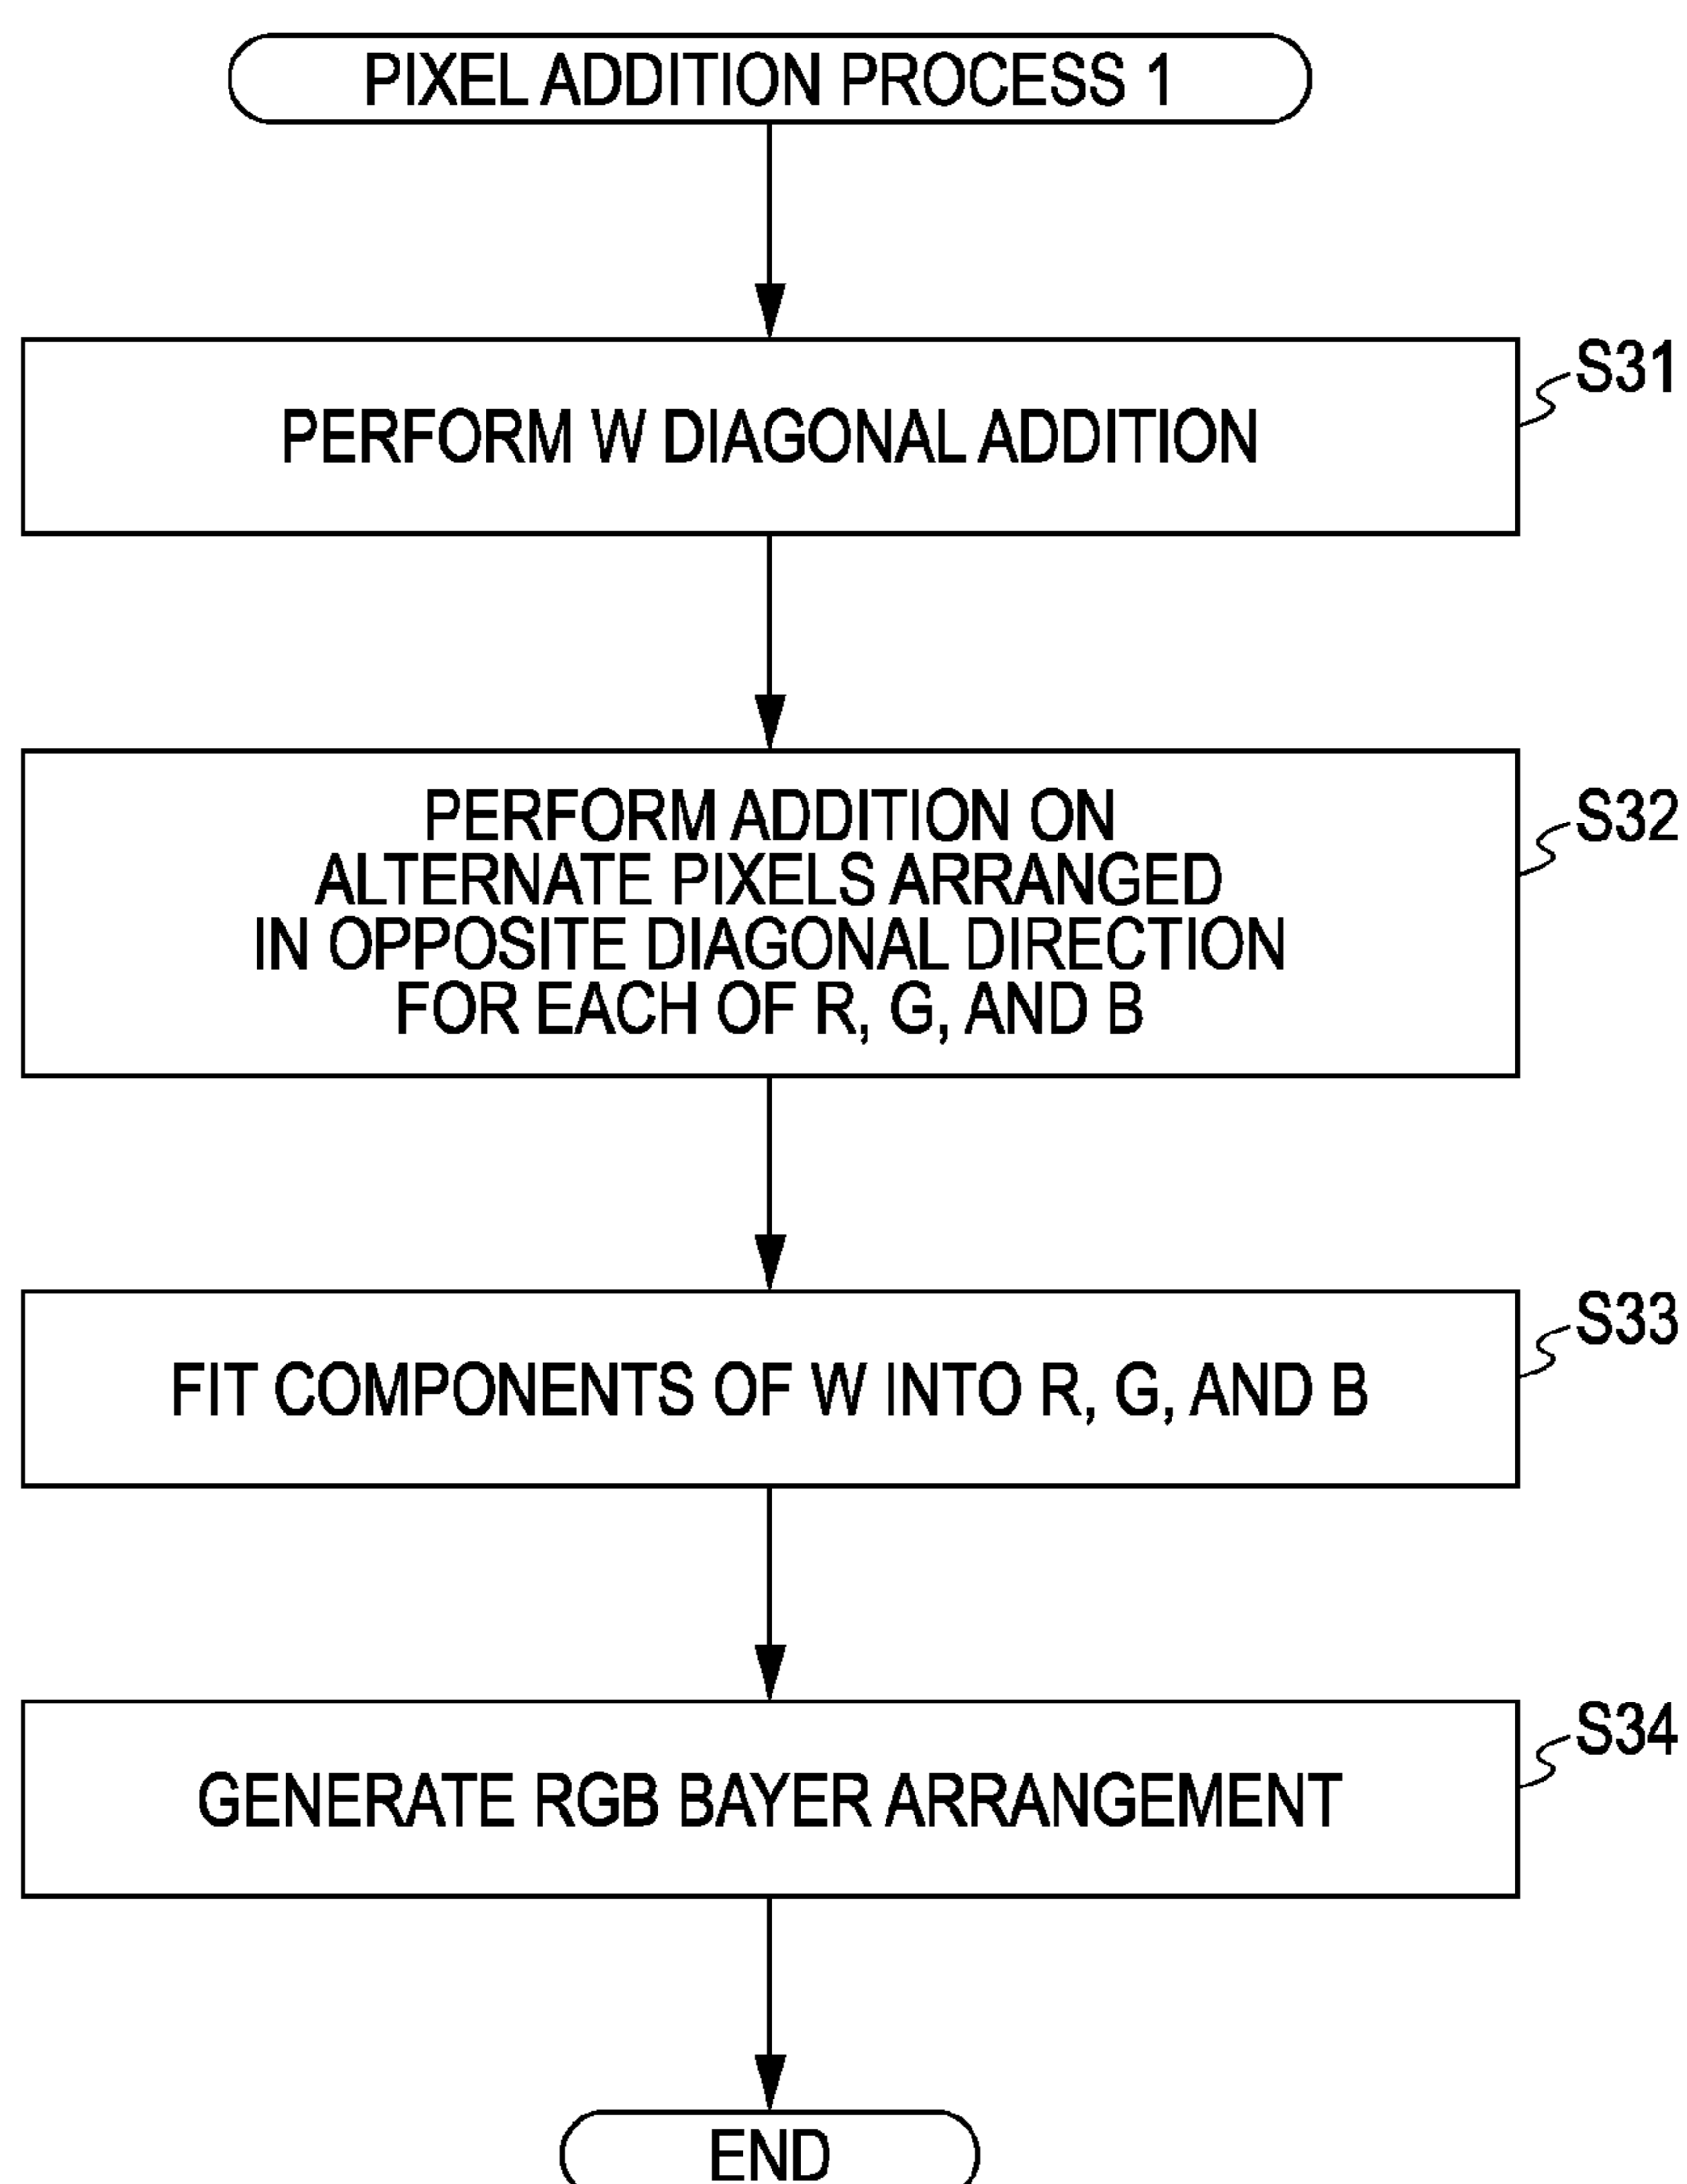 PIXEL ADDITION PROCESS 1
S31
PERFORM W DIAGONAL ADDITION
S32
PERFORM ADDITION ON
ALTERNATE PIXELS ARRANGED
IN OPPOSITE DIAGONAL DIRECTION
FOR EACH OF R, G, AND B
S33
FIT COMPONENTS OF W INTO R, G, AND B
S34
GENERATE RGB BAYER ARRANGEMENT
END